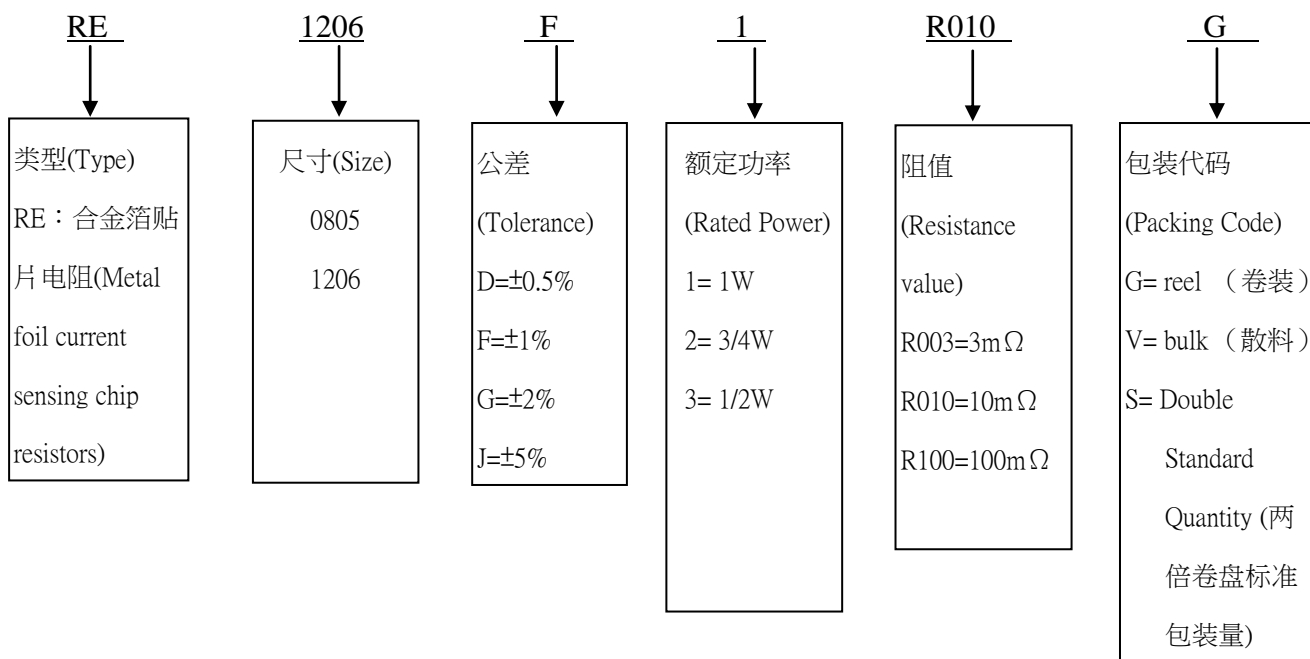 RE 1206 F 1 R010 G
类型(Type)
RE：合金箔贴
片电阻(Metal
foil current
sensing chip
resistors)
尺寸(Size)
0805
1206
公差
(Tolerance)
D=±0.5%
F=±1%
G=±2%
J=±5%
额定功率
(Rated Power)
1= 1W
2= 3/4W
3= 1/2W
阻值
(Resistance
value)
R003=3mΩ
R010=10mΩ
R100=100mΩ
包装代码
(Packing Code)
G= reel （卷装）
V= bulk （散料）
S= Double
Standard
Quantity (两
倍卷盘标准
包装量)